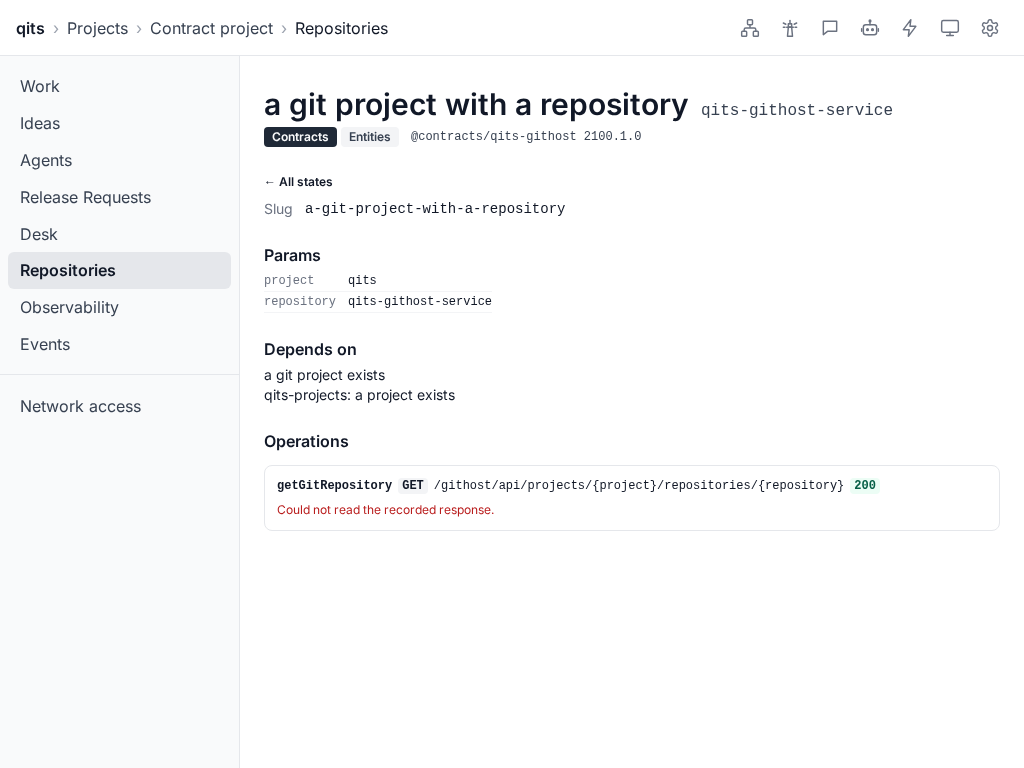 qits › Projects › Contract project › Repositories
Work
Ideas
Agents
Release Requests
Desk
Repositories
Observability
Events
Network access
a git project with a repository qits-githost-service
Contracts Entities @contracts/qits-githost 2100.1.0
← All states
Slug a-git-project-with-a-repository
Params
project qits
repository qits-githost-service
Depends on
a git project exists
qits-projects: a project exists
Operations
getGitRepository GET /githost/api/projects/{project}/repositories/{repository} 200
Could not read the recorded response.